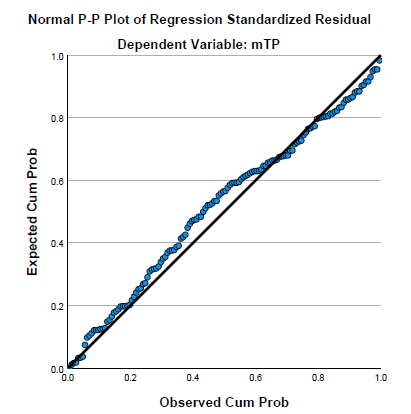 Normal P-P Plot of Regression Standardized Residual
Dependent Variable: mTP
1.0
0.8
0.6
0.4
0.2
0.0
0.0 0.2 0.4 0.6 0.8 1.0
Expected Cum Prob
Observed Cum Prob